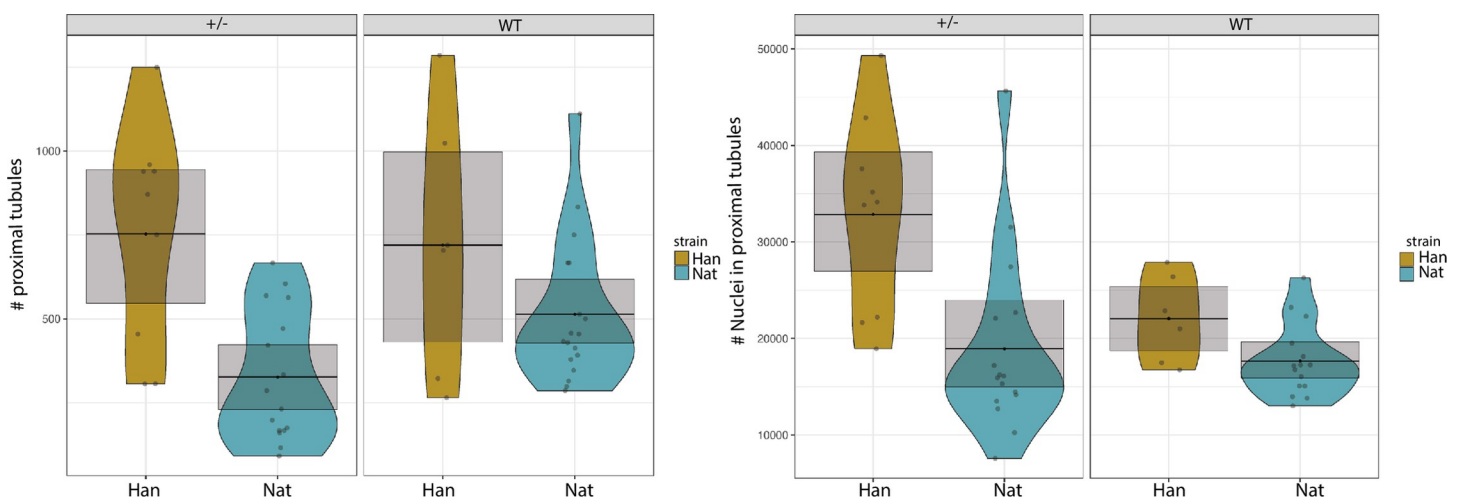 +/-
WT
# proximal tubules
1000
500
Han
Nat
Han
Nat
strain
Han
Nat
+/-
WT
# Nuclei in proximal tubules
50000
40000
30000
20000
10000
Han
Nat
Han
Nat
strain
Han
Nat